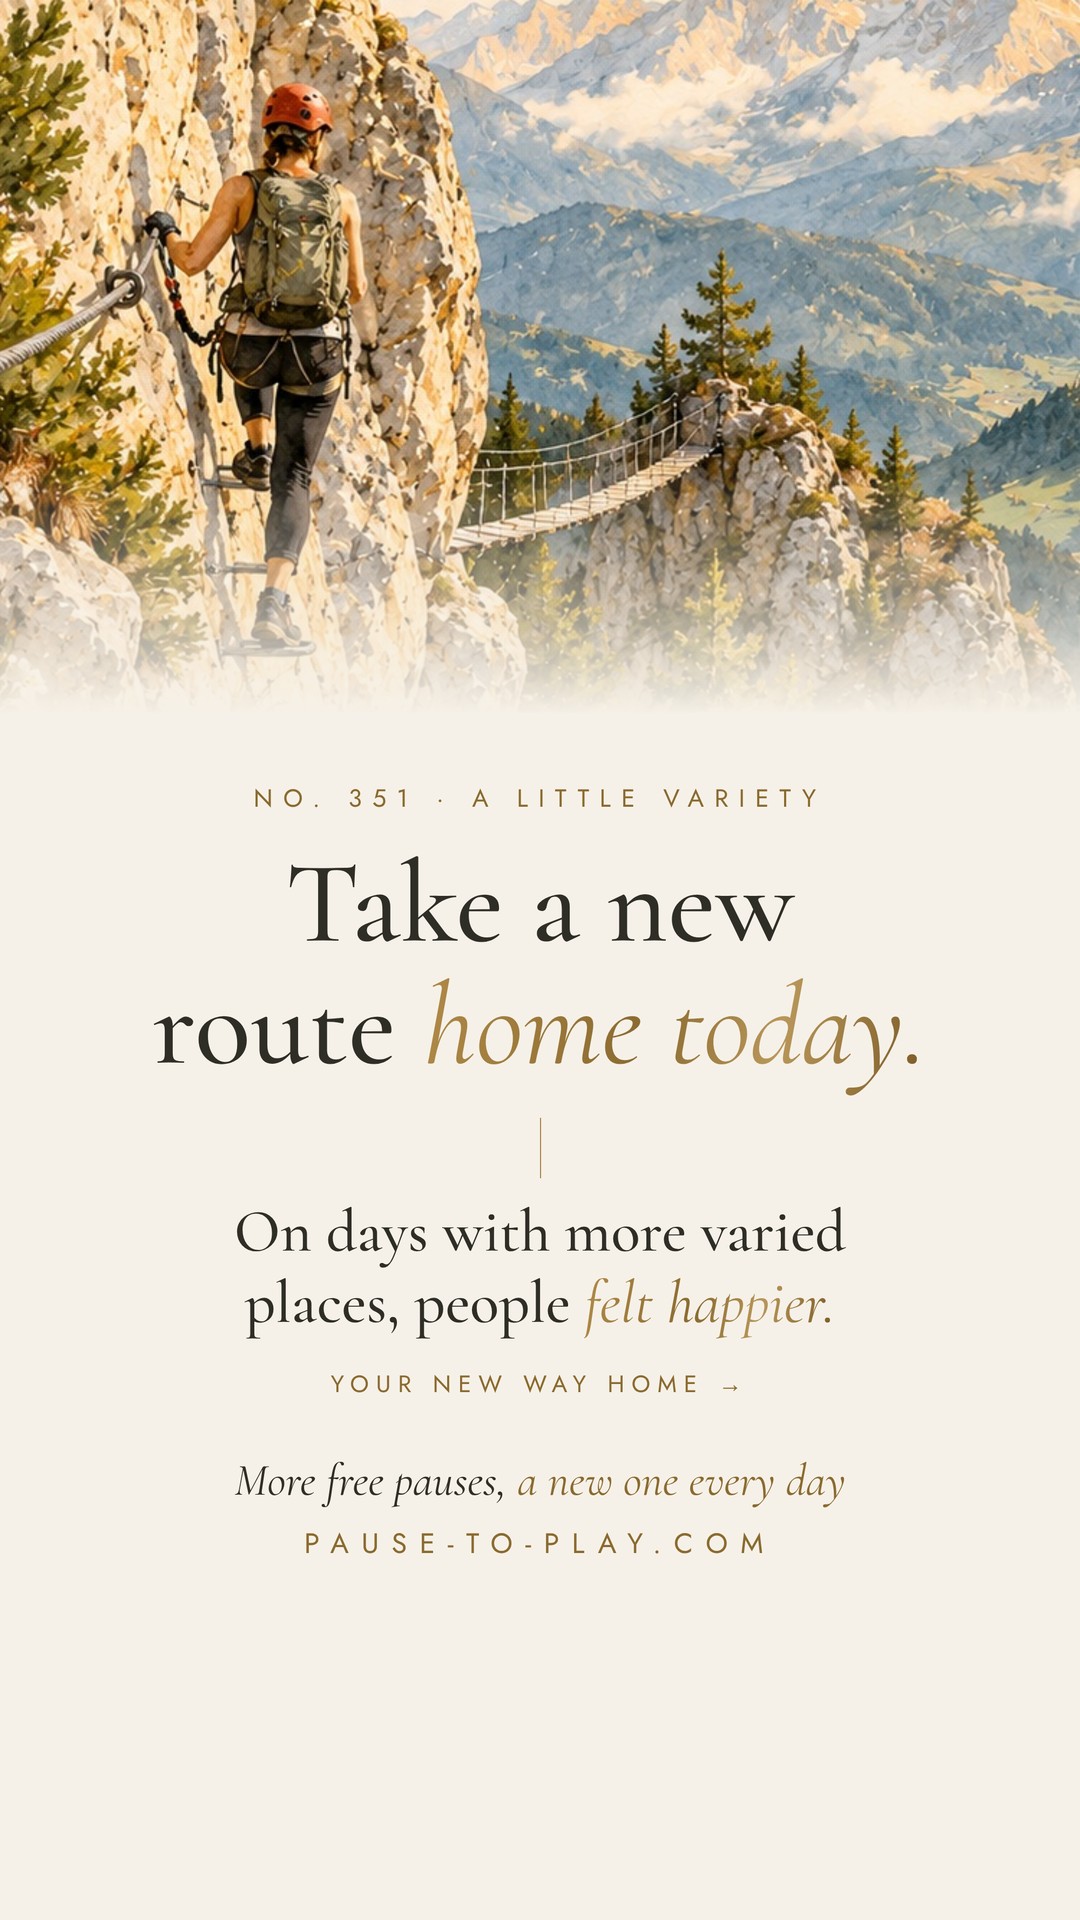 NO. 351 · A LITTLE VARIETY
Take a new
route home today.
On days with more varied
places, people felt happier.
YOUR NEW WAY HOME →
More free pauses, a new one every day
PAUSE-TO-PLAY.COM